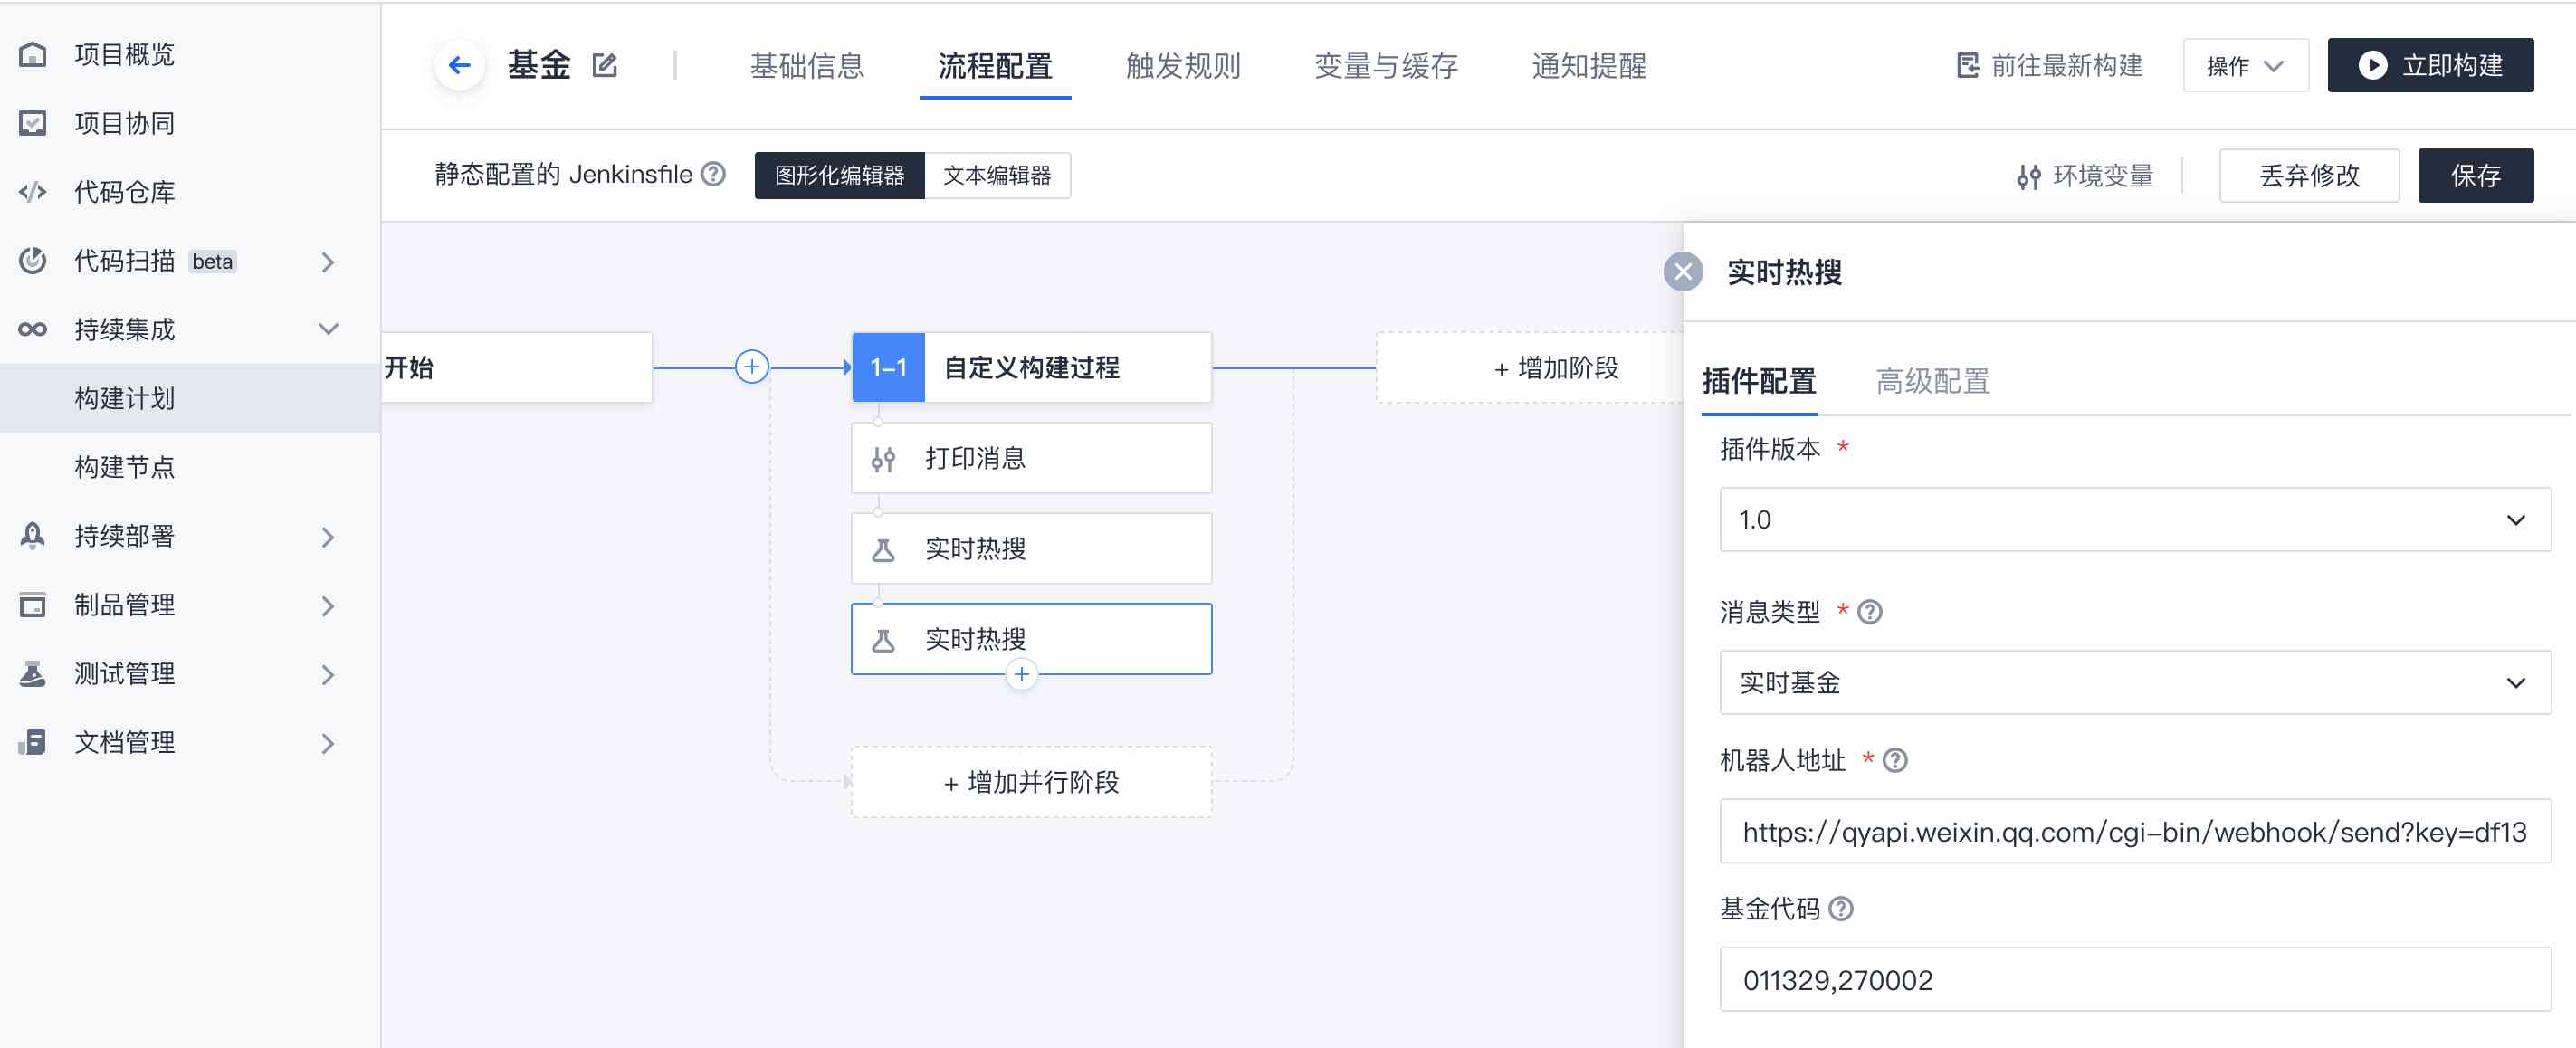 项目概览
项目协同
代码仓库
代码扫描 beta
持续集成
构建计划
构建节点
持续部署
制品管理
测试管理
文档管理
基金
基础信息
流程配置
触发规则
变量与缓存
通知提醒
前往最新构建
操作
立即构建
静态配置的 Jenkinsfile
图形化编辑器
文本编辑器
环境变量
丢弃修改
保存
开始
1-1 自定义构建过程
+ 增加阶段
打印消息
实时热搜
实时热搜
+ 增加并行阶段
实时热搜
插件配置
高级配置
插件版本 *
1.0
消息类型 *
实时基金
机器人地址 *
https://qyapi.weixin.qq.com/cgi-bin/webhook/send?key=df13
基金代码
011329,270002